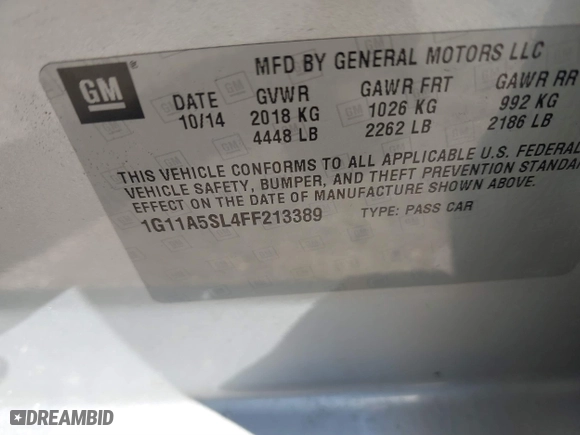 GM®
MFD BY GENERAL MOTORS LLC
DATE GVWR GAWR FRT GAWR RR
10/14 2018 KG 1026 KG 992 KG
4448 LB 2262 LB 2186 LB
THIS VEHICLE CONFORMS TO ALL APPLICABLE U.S. FEDERAL
VEHICLE SAFETY, BUMPER, AND THEFT PREVENTION STANDA
EFFECT ON THE DATE OF MANUFACTURE SHOWN ABOVE.
1G11A5SL4FF213389 TYPE: PASS CAR
DREAMBID